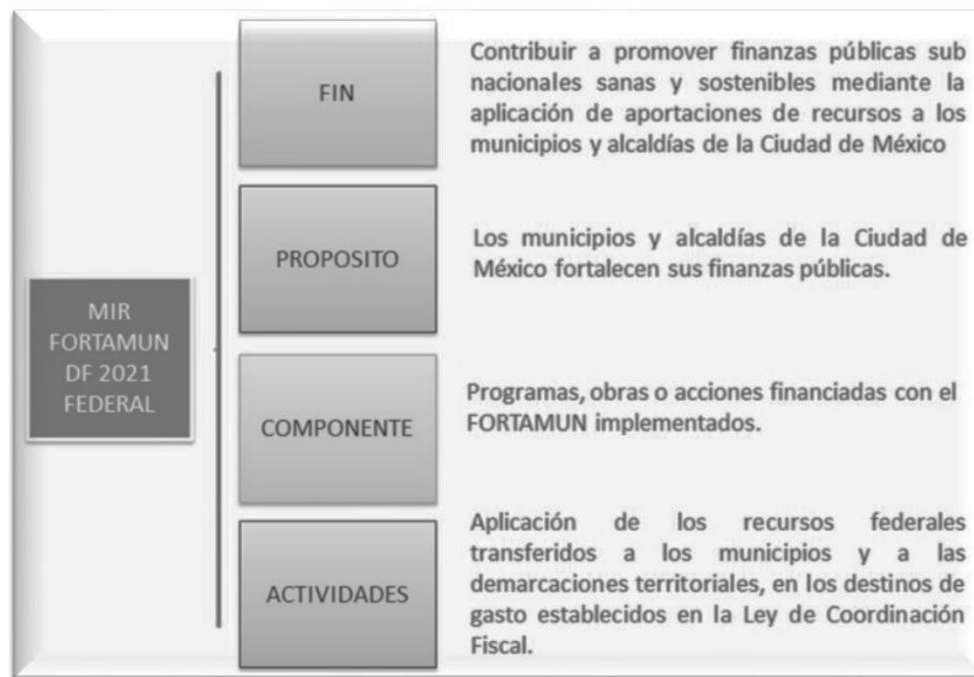 MIR
FORTAMUN
DF 2021
FEDERAL
FIN
Contribuir a promover finanzas públicas sub
nacionales sanas y sostenibles mediante la
aplicación de aportaciones de recursos a los
municipios y alcaldías de la Ciudad de México
PROPOSITO
Los municipios y alcaldías de la Ciudad de
México fortalecen sus finanzas públicas.
COMPONENTE
Programas, obras o acciones financiadas con el
FORTAMUN implementados.
ACTIVIDADES
Aplicación de los recursos federales
transferidos a los municipios y a las
demarcaciones territoriales, en los destinos de
gasto establecidos en la Ley de Coordinación
Fiscal.